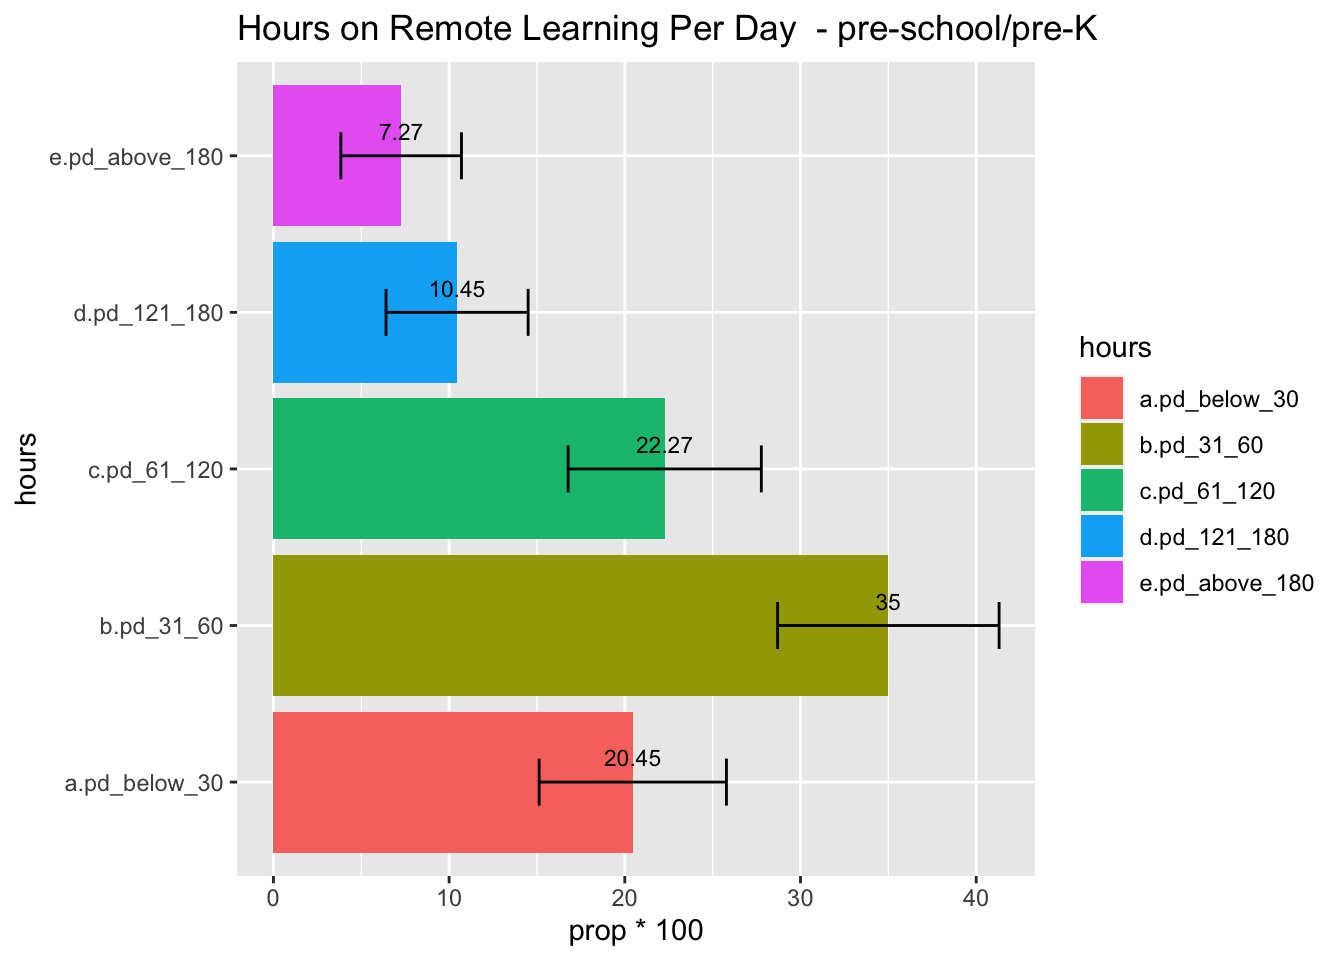 Hours on Remote Learning Per Day  - pre-school/pre-K
e.pd_above_180
7.27
d.pd_121_180
10.45
c.pd_61_120
22.27
b.pd_31_60
35
a.pd_below_30
20.45
0 10 20 30 40
prop * 100
hours
hours
a.pd_below_30
b.pd_31_60
c.pd_61_120
d.pd_121_180
e.pd_above_180